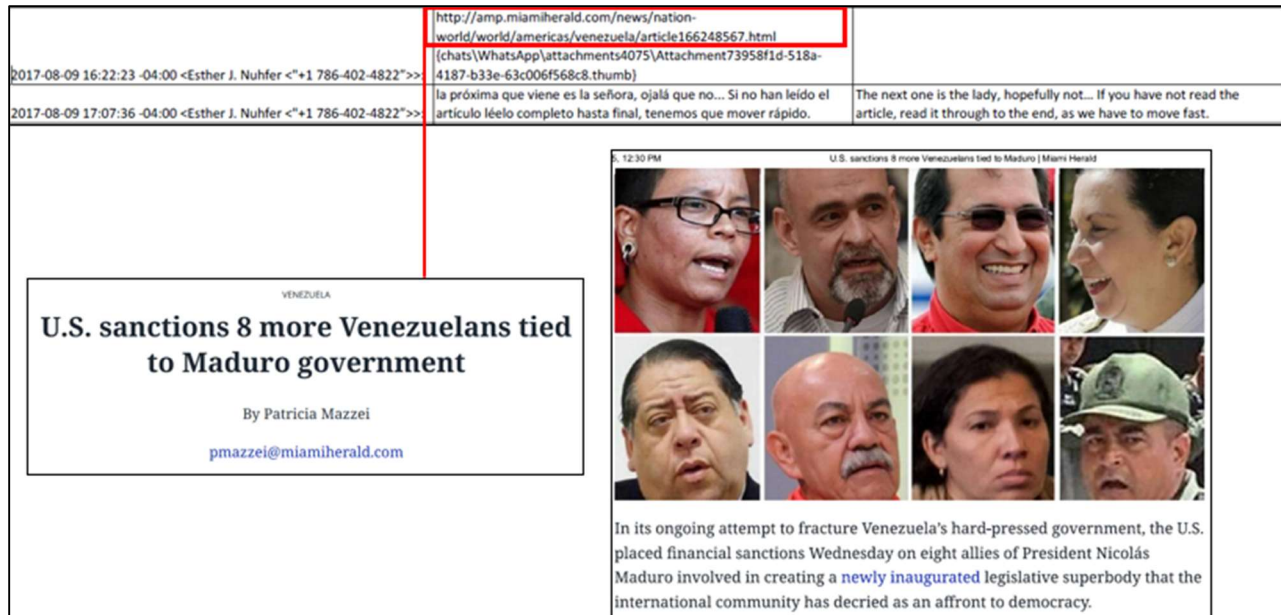 http://amp.miamiherald.com/news/nation-
world/world/americas/venezuela/article166248567.html
{chats\WhatsApp\attachments4075\Attachment73958f1d-518a-
2017-08-09 16:22:23 -04:00 <Esther J. Nuhfer <"+1 786-402-4822">>: 4187-b33e-63c006f568c8.thumb}
la próxima que viene es la señora, ojalá que no... Si no han leído el
2017-08-09 17:07:36 -04:00 <Esther J. Nuhfer <"+1 786-402-4822">>: artículo léelo completo hasta final, tenemos que mover rápido.
The next one is the lady, hopefully not... If you have not read the
article, read it through to the end, as we have to move fast.
VENEZUELA
U.S. sanctions 8 more Venezuelans tied
to Maduro government
By Patricia Mazzei
pmazzei@miamiherald.com
5, 12:30 PM U.S. sanctions 8 more Venezuelans tied to Maduro | Miami Herald
In its ongoing attempt to fracture Venezuela's hard-pressed government, the U.S.
placed financial sanctions Wednesday on eight allies of President Nicolás
Maduro involved in creating a newly inaugurated legislative superbody that the
international community has decried as an affront to democracy.